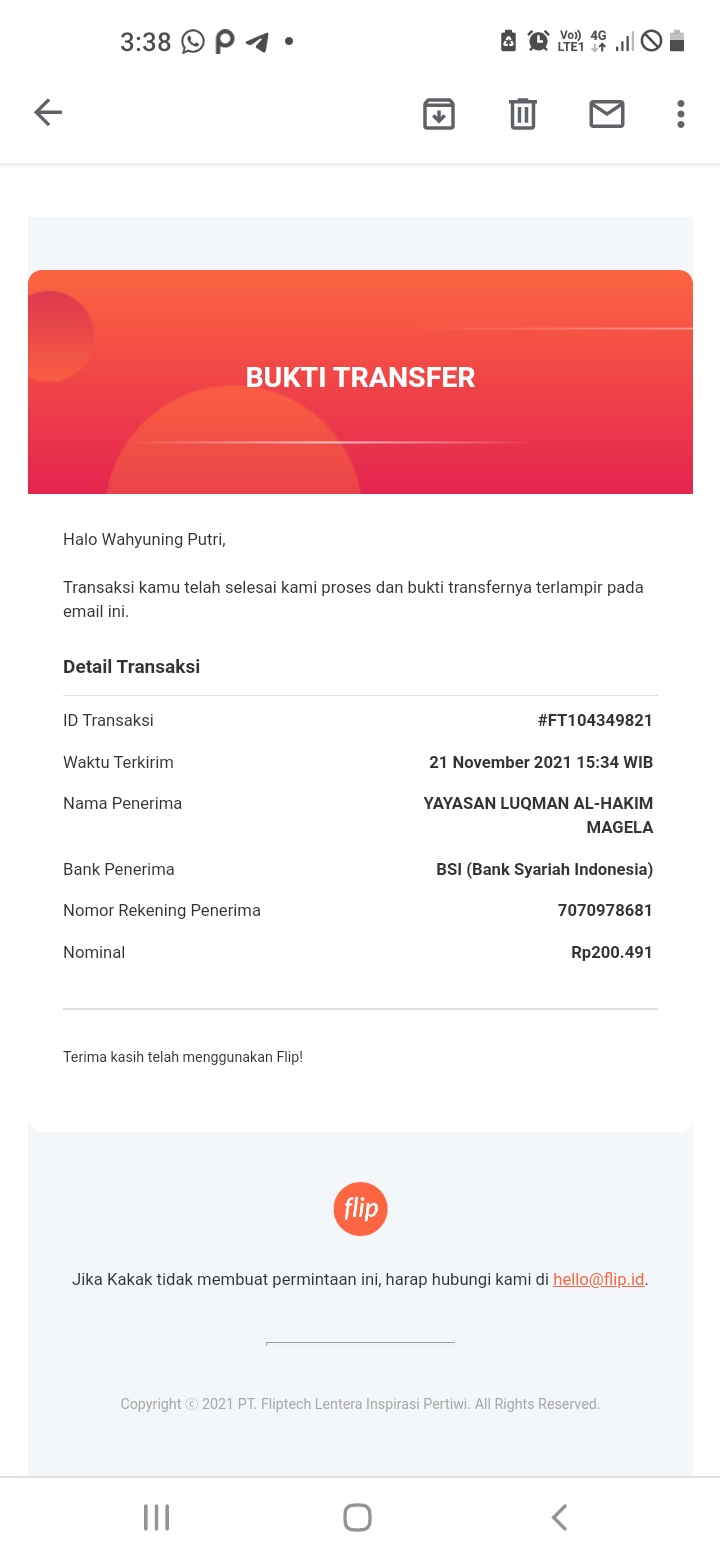 3:38
Vo)) LTE1 4G
BUKTI TRANSFER
Halo Wahyuning Putri,
Transaksi kamu telah selesai kami proses dan bukti transfernya terlampir pada
email ini.
Detail Transaksi
ID Transaksi #FT104349821
Waktu Terkirim 21 November 2021 15:34 WIB
Nama Penerima YAYASAN LUQMAN AL-HAKIM
MAGELA
Bank Penerima BSI (Bank Syariah Indonesia)
Nomor Rekening Penerima 7070978681
Nominal Rp200.491
Terima kasih telah menggunakan Flip!
flip
Jika Kakak tidak membuat permintaan ini, harap hubungi kami di hello@flip.id.
Copyright ⓒ 2021 PT. Fliptech Lentera Inspirasi Pertiwi. All Rights Reserved.